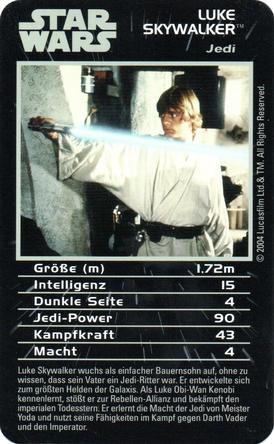 STAR
WARS
LUKE
SKYWALKER™
Jedi
© 2004 Lucasfilm Ltd.& TM. All Rights Reserved.
Größe (m) 1.72m
Intelligenz 15
Dunkle Seite 4
Jedi-Power 90
Kampfkraft 43
Macht 4
Luke Skywalker wuchs als einfacher Bauernsohn auf, ohne zu
wissen, dass sein Vater ein Jedi-Ritter war. Er entwickelte sich
zum größten Helden der Galaxis. Als Luke Obi-Wan Kenobi
kennenlernt, stößt er zur Rebellen-Allianz und bekämpft den
imperialen Todesstern. Er erlernt die Macht der Jedi von Meister
Yoda und nutzt seine Fähigkeiten im Kampf gegen Darth Vader
und den Imperator.